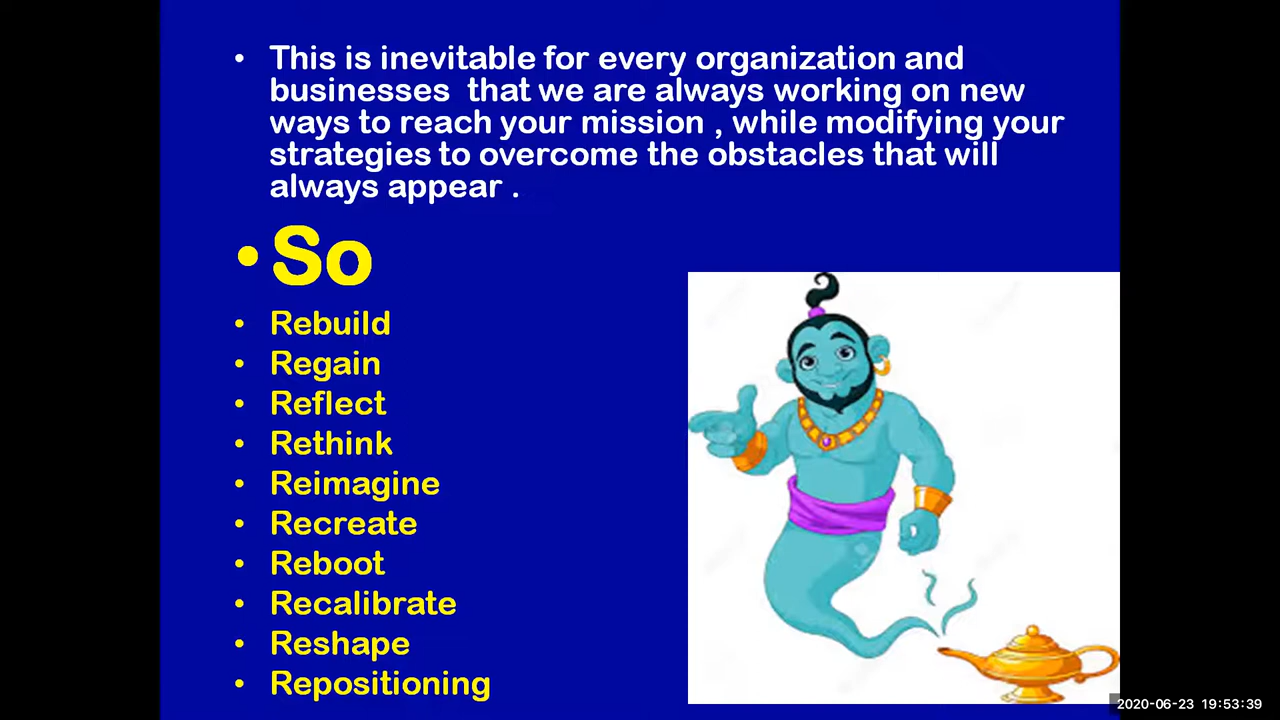 • This is inevitable for every organization and
businesses  that we are always working on new
ways to reach your mission , while modifying your
strategies to overcome the obstacles that will
always appear .
• So
• Rebuild
• Regain
• Reflect
• Rethink
• Reimagine
• Recreate
• Reboot
• Recalibrate
• Reshape
• Repositioning
2020-06-23 19:53:39